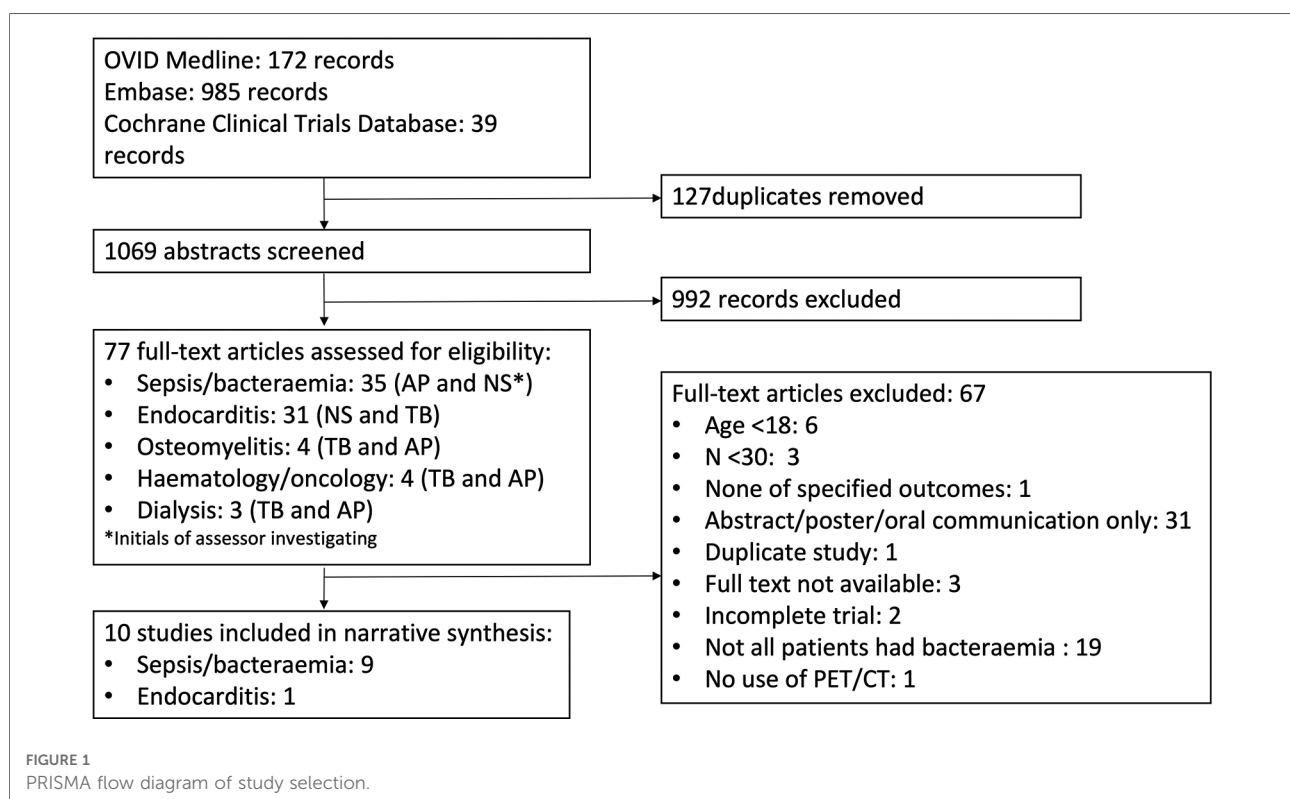 OVID Medline: 172 records
Embase: 985 records
Cochrane Clinical Trials Database: 39
records
127duplicates removed
1069 abstracts screened
992 records excluded
77 full-text articles assessed for eligibility:
• Sepsis/bacteraemia: 35 (AP and NS*)
• Endocarditis: 31 (NS and TB)
• Osteomyelitis: 4 (TB and AP)
• Haematology/oncology: 4 (TB and AP)
• Dialysis: 3 (TB and AP)
*Initials of assessor investigating
Full-text articles excluded: 67
• Age <18: 6
• N <30: 3
• None of specified outcomes: 1
• Abstract/poster/oral communication only: 31
• Duplicate study: 1
• Full text not available: 3
• Incomplete trial: 2
• Not all patients had bacteraemia : 19
• No use of PET/CT: 1
10 studies included in narrative synthesis:
• Sepsis/bacteraemia: 9
• Endocarditis: 1
FIGURE 1
PRISMA flow diagram of study selection.